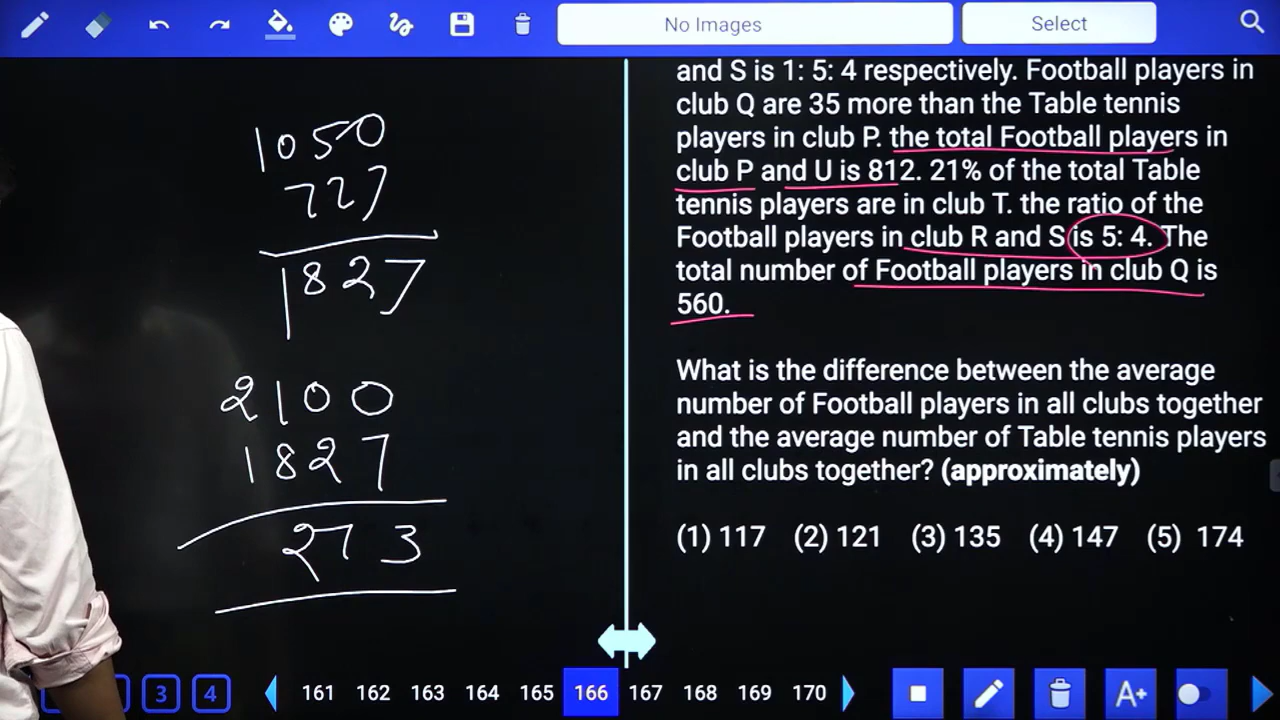 No Images
Select
1050
727
1827
2100
1827
273
and S is 1: 5: 4 respectively. Football players in
club Q are 35 more than the Table tennis
players in club P. the total Football players in
club P and U is 812. 21% of the total Table
tennis players are in club T. the ratio of the
Football players in club R and S is 5: 4. The
total number of Football players in club Q is
560.
What is the difference between the average
number of Football players in all clubs together
and the average number of Table tennis players
in all clubs together? (approximately)
(1) 117 (2) 121 (3) 135 (4) 147 (5) 174
3 4 161 162 163 164 165 166 167 168 169 170 A+